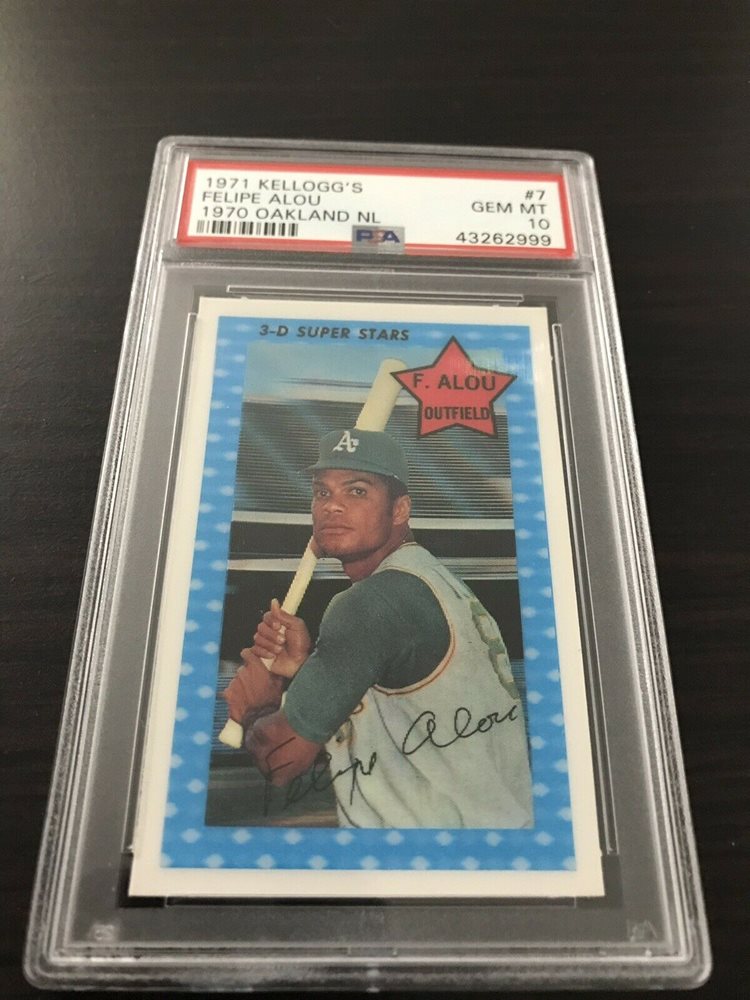 1971 KELLOGG'S #7
FELIPE ALOU GEM MT
1970 OAKLAND NL 10
PSA 43262999
3-D SUPER STARS
F. ALOU
OUTFIELD
A's
Felipe Alou